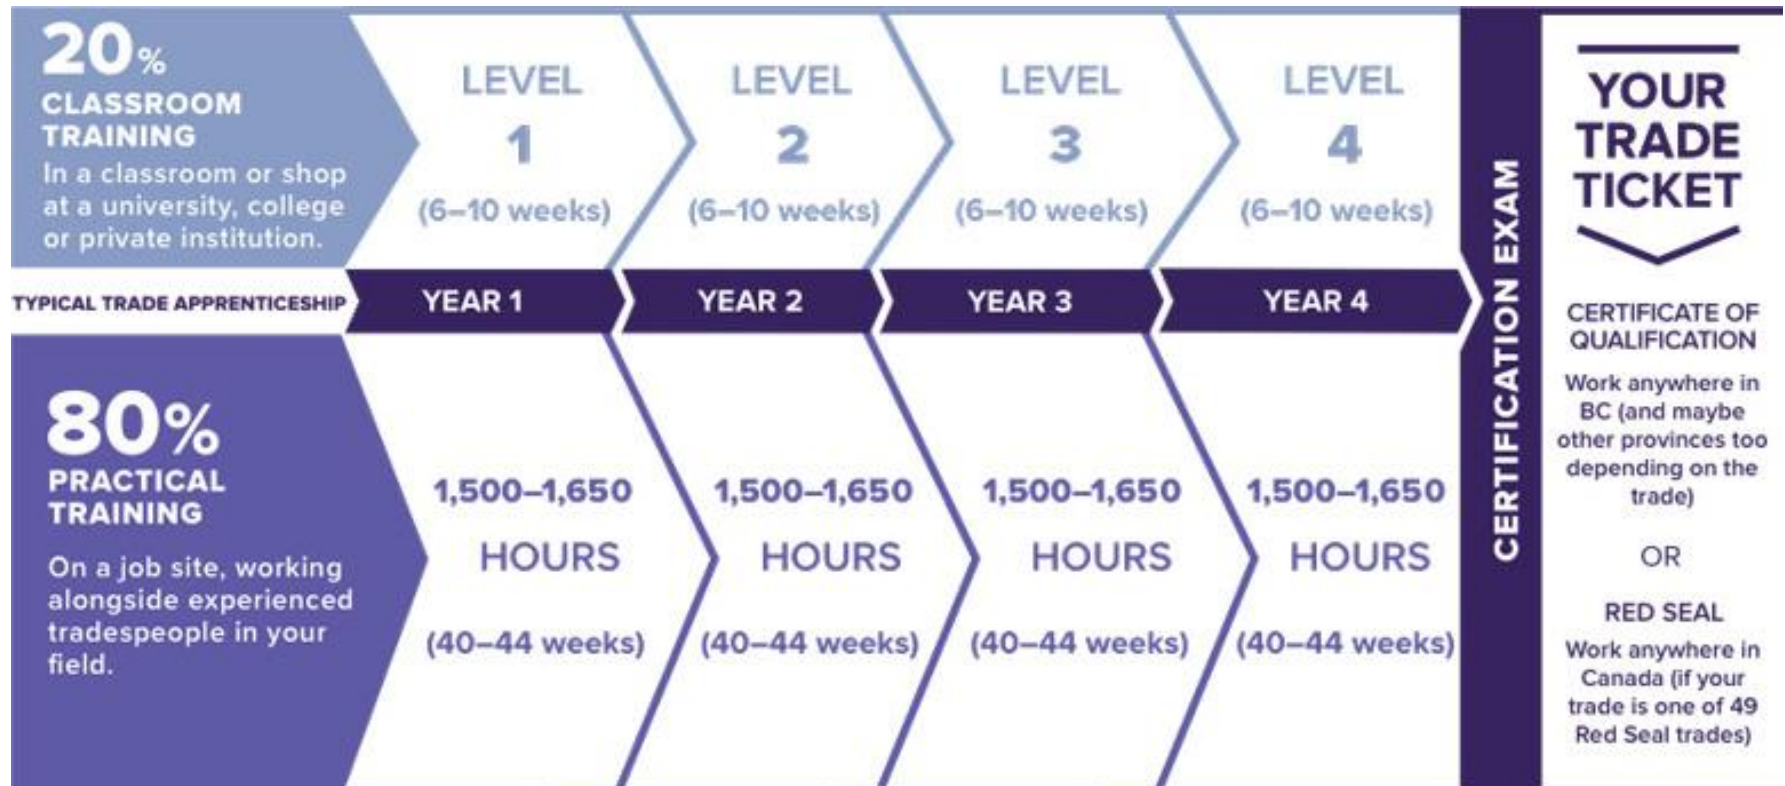 20%
CLASSROOM
TRAINING
In a classroom or shop
at a university, college
or private institution.
LEVEL
1
(6–10 weeks)
LEVEL
2
(6–10 weeks)
LEVEL
3
(6–10 weeks)
LEVEL
4
(6–10 weeks)
TYPICAL TRADE APPRENTICESHIP
YEAR 1
YEAR 2
YEAR 3
YEAR 4
80%
PRACTICAL
TRAINING
On a job site, working
alongside experienced
tradespeople in your
field.
1,500–1,650
HOURS
(40–44 weeks)
1,500–1,650
HOURS
(40–44 weeks)
1,500–1,650
HOURS
(40–44 weeks)
1,500–1,650
HOURS
(40–44 weeks)
CERTIFICATION EXAM
YOUR
TRADE
TICKET
CERTIFICATE OF
QUALIFICATION
Work anywhere in
BC (and maybe
other provinces too
depending on the
trade)
OR
RED SEAL
Work anywhere in
Canada (if your
trade is one of 49
Red Seal trades)